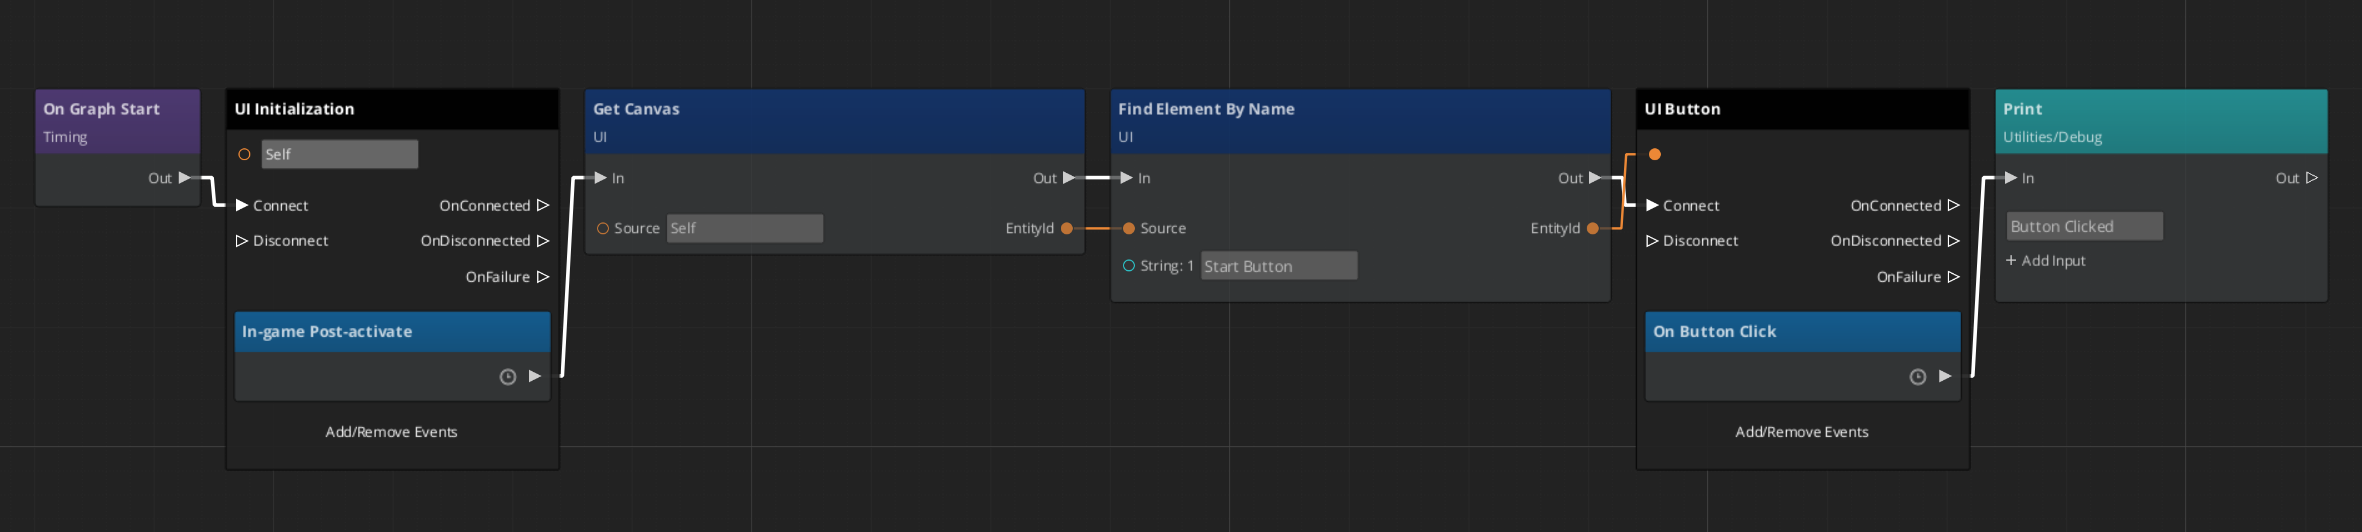 On Graph Start
Timing
Out
UI Initialization
Self
Connect
OnConnected
Disconnect
OnDisconnected
OnFailure
In-game Post-activate
Add/Remove Events
Get Canvas
UI
In
Out
Source
Self
EntityId
Find Element By Name
UI
In
Out
Source
EntityId
String: 1
Start Button
UI Button
Connect
OnConnected
Disconnect
OnDisconnected
OnFailure
On Button Click
Add/Remove Events
Print
Utilities/Debug
In
Out
Button Clicked
+ Add Input